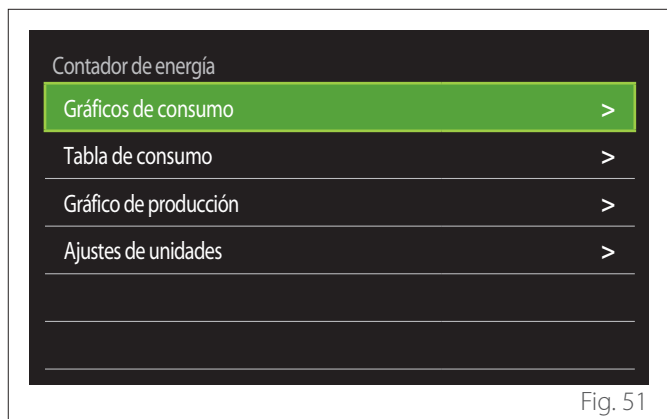 Contador de energía
Gráficos de consumo >
Tabla de consumo >
Gráfico de producción >
Ajustes de unidades >
Fig. 51